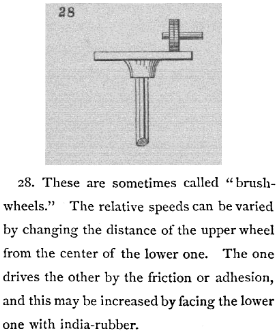 28
28. These are sometimes called "brush-
wheels." The relative speeds can be varied
by changing the distance of the upper wheel
from the center of the lower one. The one
drives the other by the friction or adhesion,
and this may be increased by facing the lower
one with india-rubber.